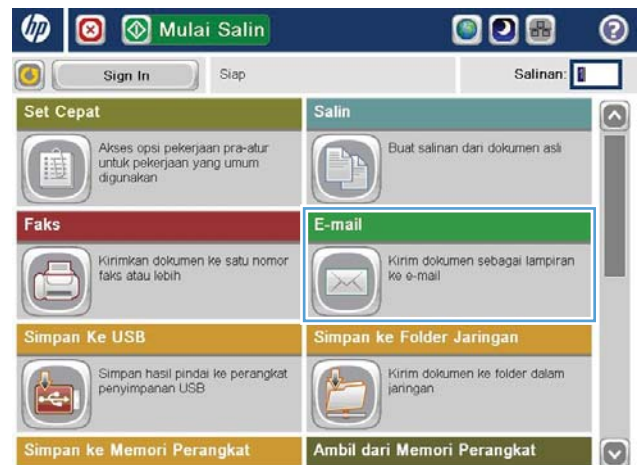 hp
Mulai Salin
?
Sign In
Siap
Salinan: 1
Set Cepat
Akses opsi pekerjaan pra-atur
untuk pekerjaan yang umum
digunakan
Salin
Buat salinan dari dokumen asli
Faks
Kirimkan dokumen ke satu nomor
faks atau lebih
E-mail
Kirim dokumen sebagai lampiran
ke e-mail
Simpan Ke USB
Simpan hasil pindai ke perangkat
penyimpanan USB
Simpan ke Folder Jaringan
Kirim dokumen ke folder dalam
jaringan
Simpan ke Memori Perangkat
Ambil dari Memori Perangkat